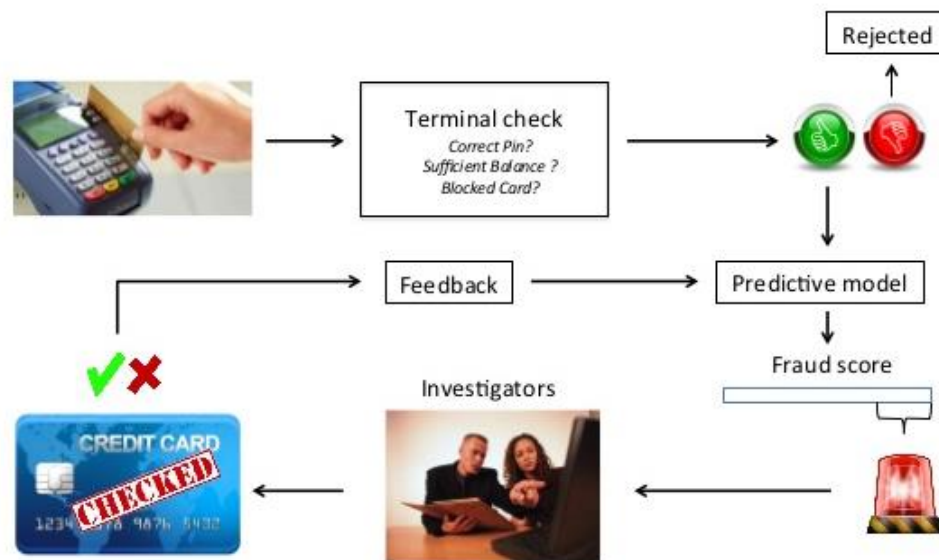 Rejected
Terminal check
Correct Pin?
Sufficient Balance ?
Blocked Card?
Feedback
Predictive model
Fraud score
Investigators
CREDIT CARD
CHECKED
9876 5432